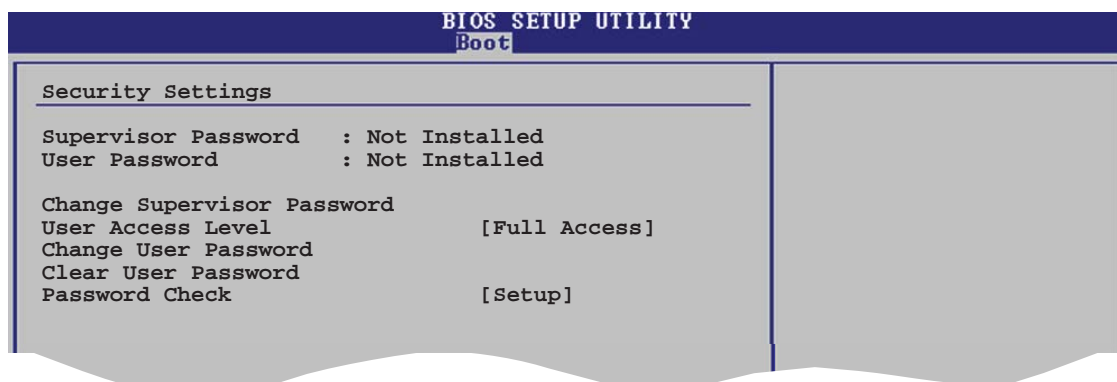 BIOS SETUP UTILITY
Boot
Security Settings
Supervisor Password : Not Installed
User Password : Not Installed
Change Supervisor Password
User Access Level [Full Access]
Change User Password
Clear User Password
Password Check [Setup]